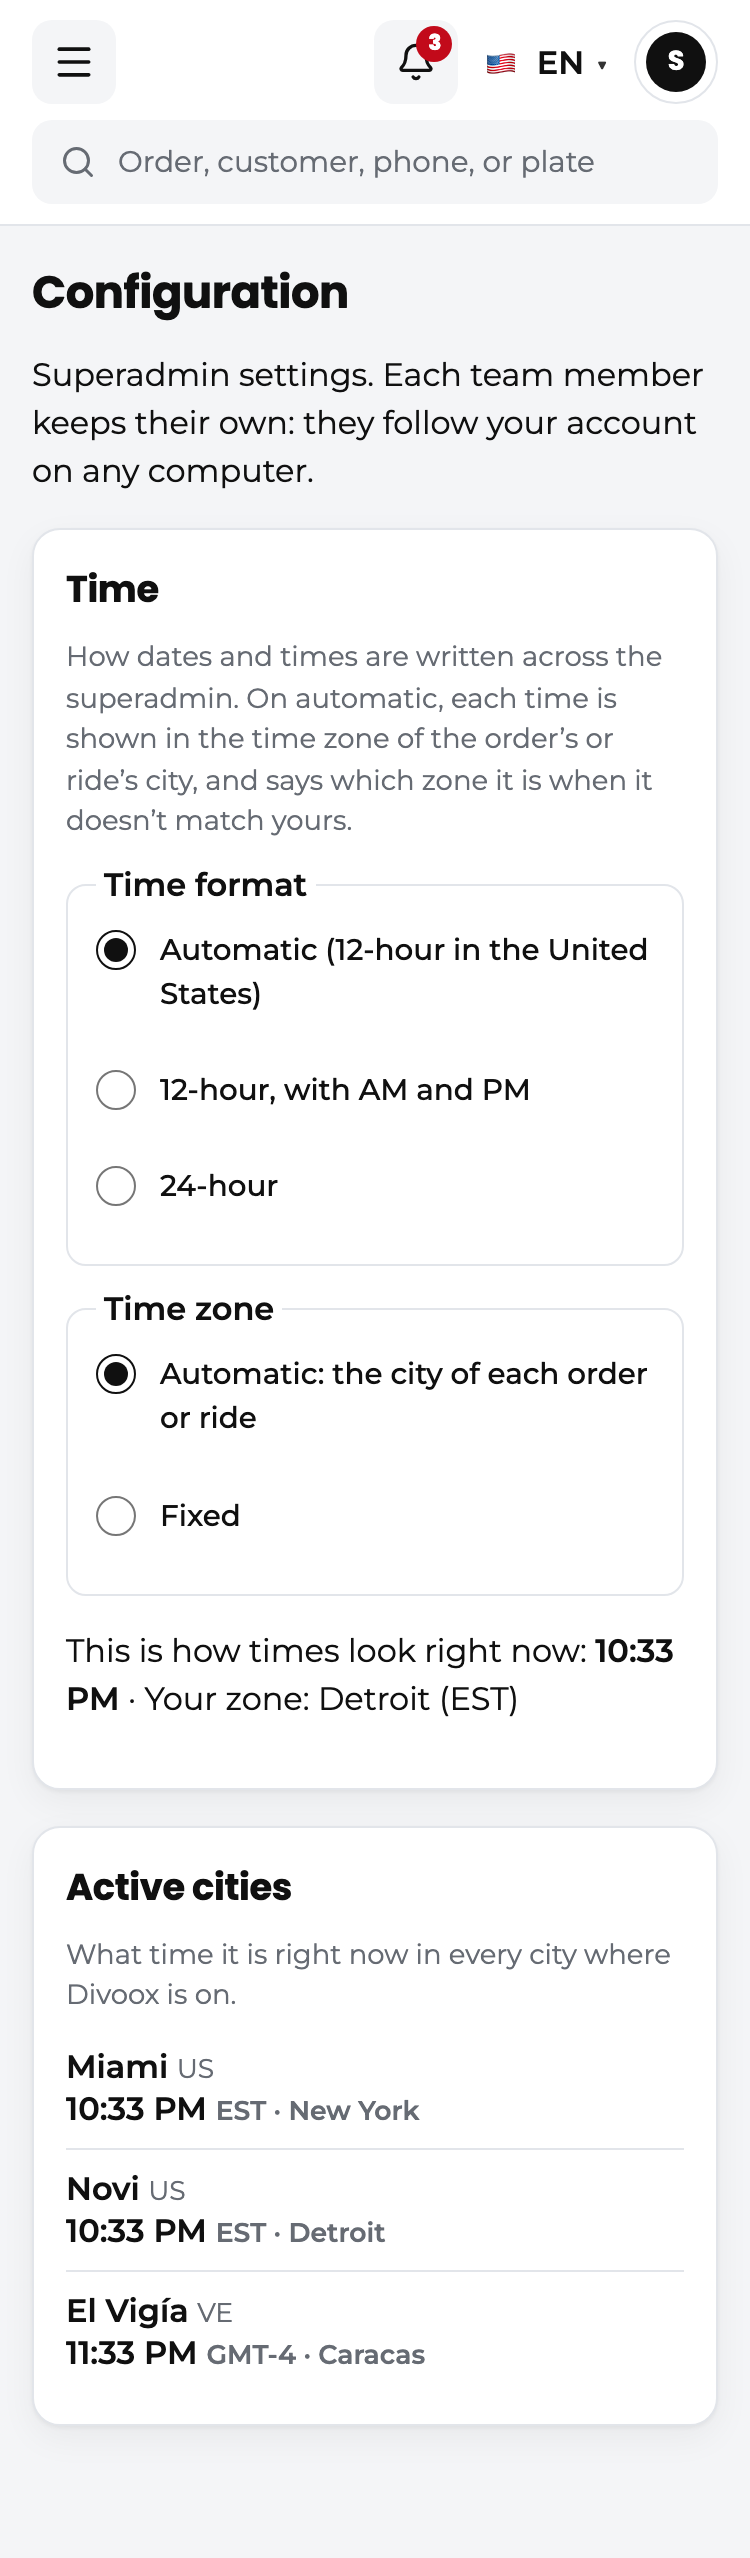 3
EN
S
Order, customer, phone, or plate
Configuration
Superadmin settings. Each team member
keeps their own: they follow your account
on any computer.
Time
How dates and times are written across the
superadmin. On automatic, each time is
shown in the time zone of the order’s or
ride’s city, and says which zone it is when it
doesn’t match yours.
Time format
Automatic (12-hour in the United
States)
12-hour, with AM and PM
24-hour
Time zone
Automatic: the city of each order
or ride
Fixed
This is how times look right now: 10:33
PM · Your zone: Detroit (EST)
Active cities
What time it is right now in every city where
Divoox is on.
Miami US
10:33 PM EST · New York
Novi US
10:33 PM EST · Detroit
El Vigía VE
11:33 PM GMT-4 · Caracas